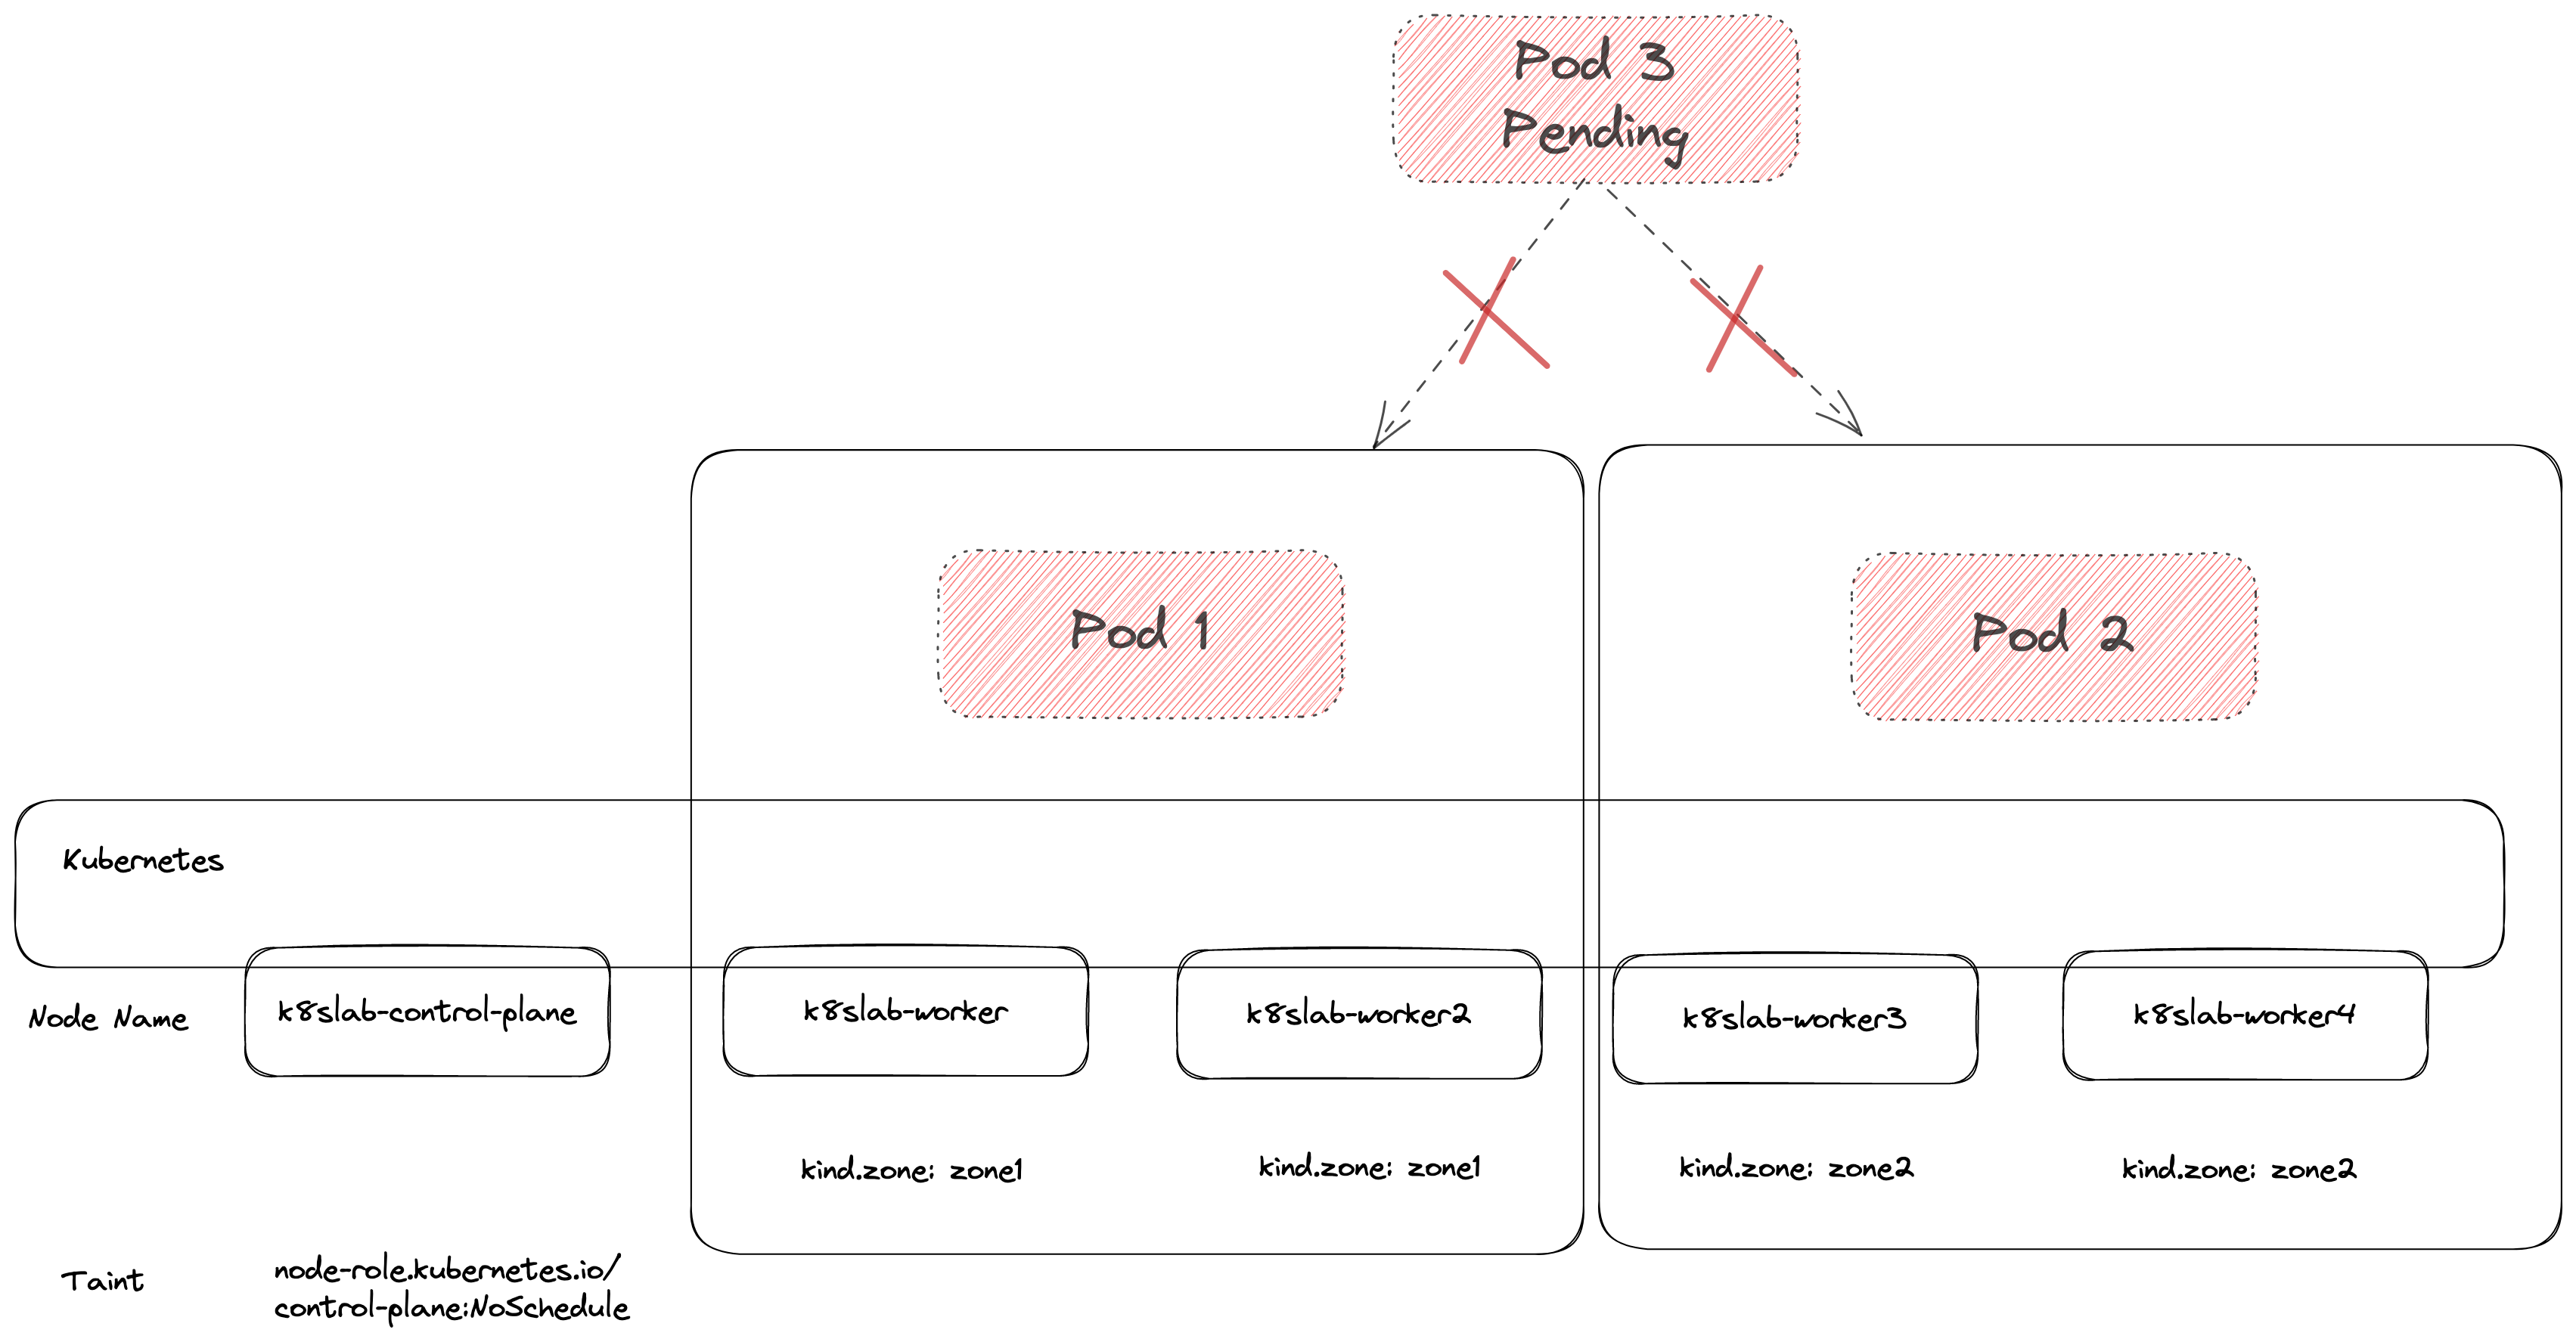 Pod 3
Pending
Pod 1
Pod 2
Kubernetes
Node Name
k8slab-control-plane
k8slab-worker
k8slab-worker2
k8slab-worker3
k8slab-worker4
kind.zone: zone1
kind.zone: zone1
kind.zone: zone2
kind.zone: zone2
Taint
node-role.kubernetes.io/
control-plane:NoSchedule